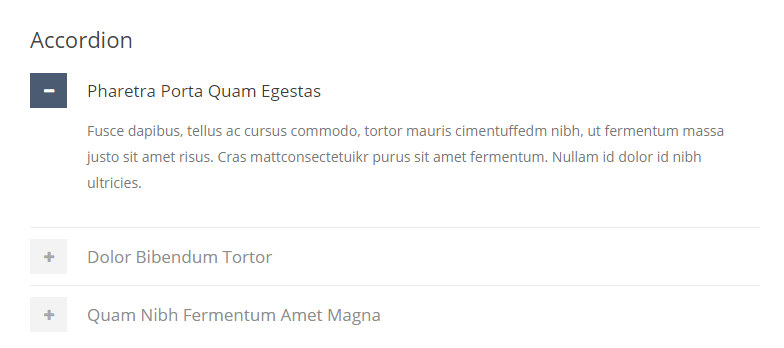 Accordion
Pharetra Porta Quam Egestas
Fusce dapibus, tellus ac cursus commodo, tortor mauris cimentuffedm nibh, ut fermentum massa
justo sit amet risus. Cras mattconsectetuikr purus sit amet fermentum. Nullam id dolor id nibh
ultricies.
Dolor Bibendum Tortor
Quam Nibh Fermentum Amet Magna